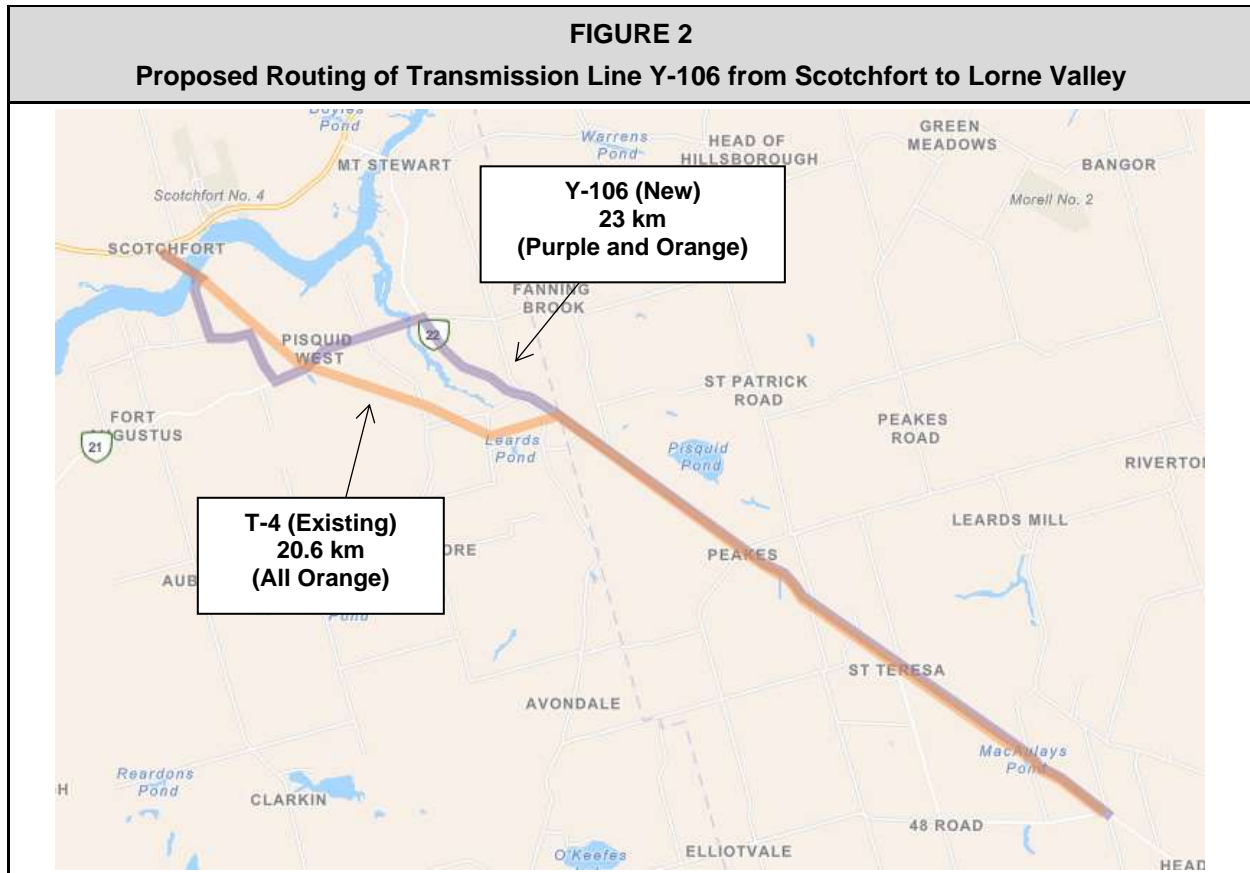 FIGURE 2
Proposed Routing of Transmission Line Y-106 from Scotchfort to Lorne Valley
Pond
MT STEWART
Warrens
Pond
HEAD OF
HILLSBOROUGH
GREEN
MEADOWS
BANGOR
Scotchfort No. 4
Morell No. 2
Y-106 (New)
23 km
(Purple and Orange)
SCOTCHFORT
FANNING
BROOK
22
PISQUID
WEST
ST PATRICK
ROAD
FORT
AUGUSTUS
21
PEAKES
ROAD
Leards
Pond
Pisquid
Pond
RIVERTO
T-4 (Existing)
20.6 km
(All Orange)
LEARDS MILL
ORE
PEAKES
AUB
Pond
ST TERESA
AVONDALE
MacAulays
Pond
Reardons
Pond
H
CLARKIN
48 ROAD
O'Keefes
ELLIOTVALE
HEAD